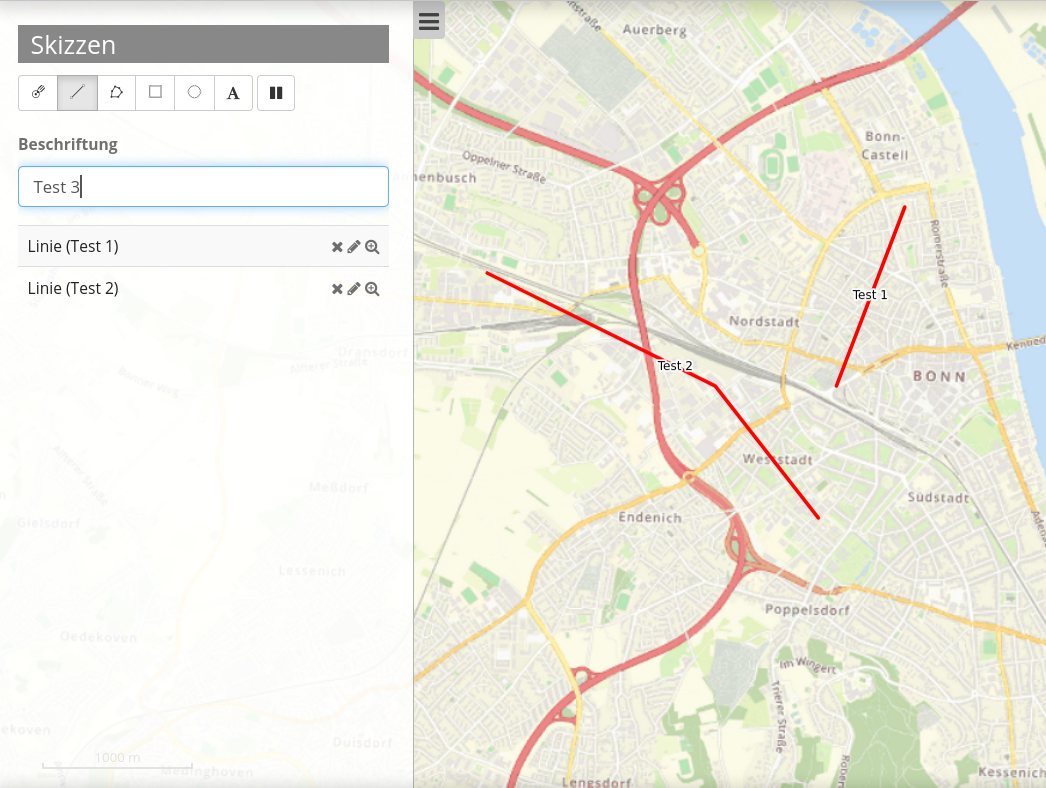 Skizzen
A
Beschriftung
Test 3
Linie (Test 1)
Linie (Test 2)
Auerberg
Bonn-
Castell
Oppelner Straße
Römerstraße
Test 1
Nordstadt
Kenned
BONN
Test 2
Dransdorf
Weststadt
Meßdorf
Südstadt
Gielsdorf
Endenich
Lessenich
Poppelsdorf
Oedekoven
Im Wingert
Trierer Straße
Duisdorf
1000 m
Medinghoven
Lengsdorf
Kessenich